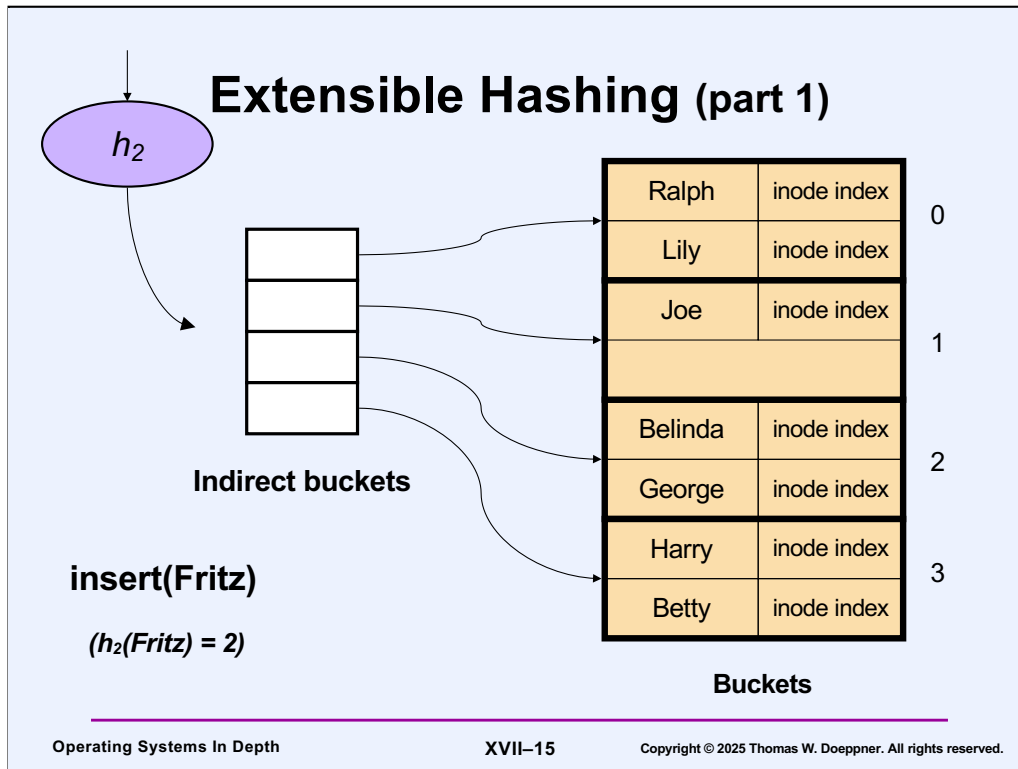 Extensible Hashing (part 1)
h2
Ralph inode index
0
Lily inode index
Joe inode index
1
Belinda inode index
2
George inode index
Harry inode index
3
Betty inode index
Indirect buckets
insert(Fritz)
(h2(Fritz) = 2)
Buckets
Operating Systems In Depth XVII–15 Copyright © 2025 Thomas W. Doeppner. All rights reserved.